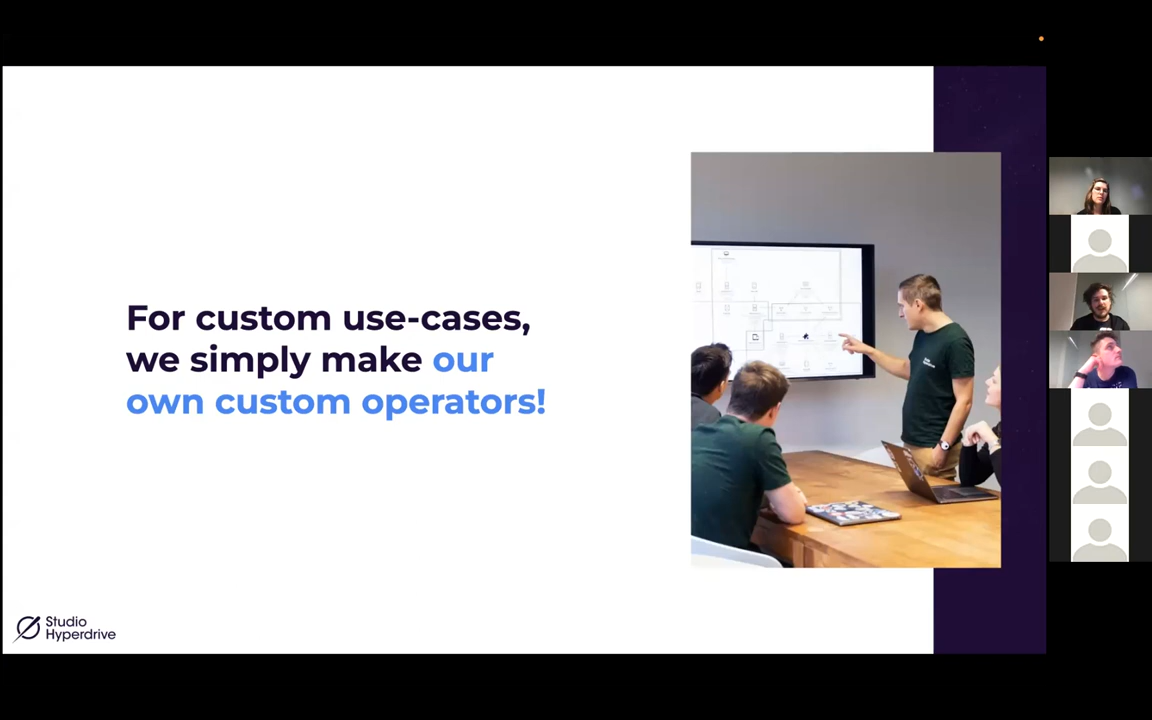 For custom use-cases,
we simply make our
own custom operators!
Studio
Hyperdrive